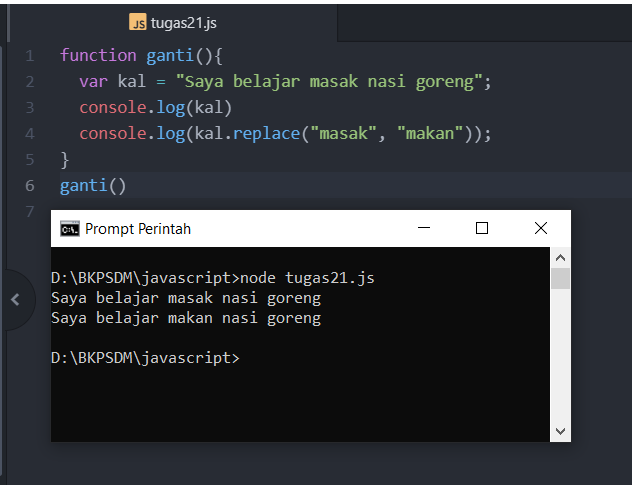 JS tugas21.js
1 function ganti(){
2 var kal = "Saya belajar masak nasi goreng";
3 console.log(kal)
4 console.log(kal.replace("masak", "makan"));
5 }
6 ganti()
7
C:\. Prompt Perintah
D:\BKPSDM\javascript>node tugas21.js
Saya belajar masak nasi goreng
Saya belajar makan nasi goreng
D:\BKPSDM\javascript>